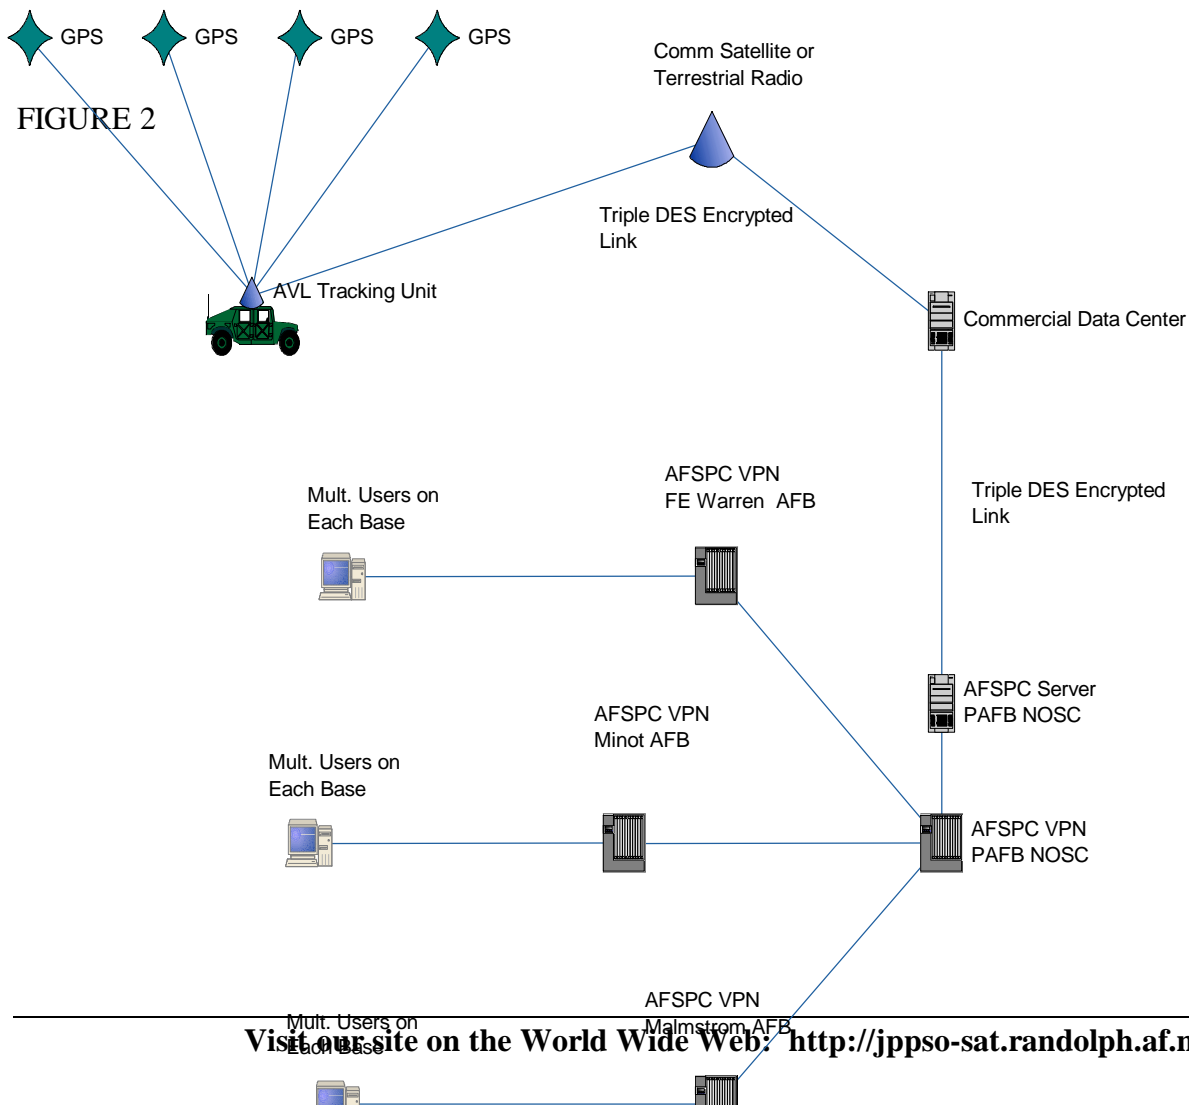 GPS GPS GPS GPS
Comm Satellite or
Terrestrial Radio
FIGURE 2
Triple DES Encrypted
Link
AVL Tracking Unit
Commercial Data Center
AFSPC VPN
FE Warren AFB
Mult. Users on
Each Base
Triple DES Encrypted
Link
AFSPC Server
PAFB NOSC
AFSPC VPN
Minot AFB
Mult. Users on
Each Base
AFSPC VPN
PAFB NOSC
AFSPC VPN
Malmstrom AFB
Mult. Users on
Each Base
Visit our site on the World Wide Web: http://jppso-sat.randolph.af.n